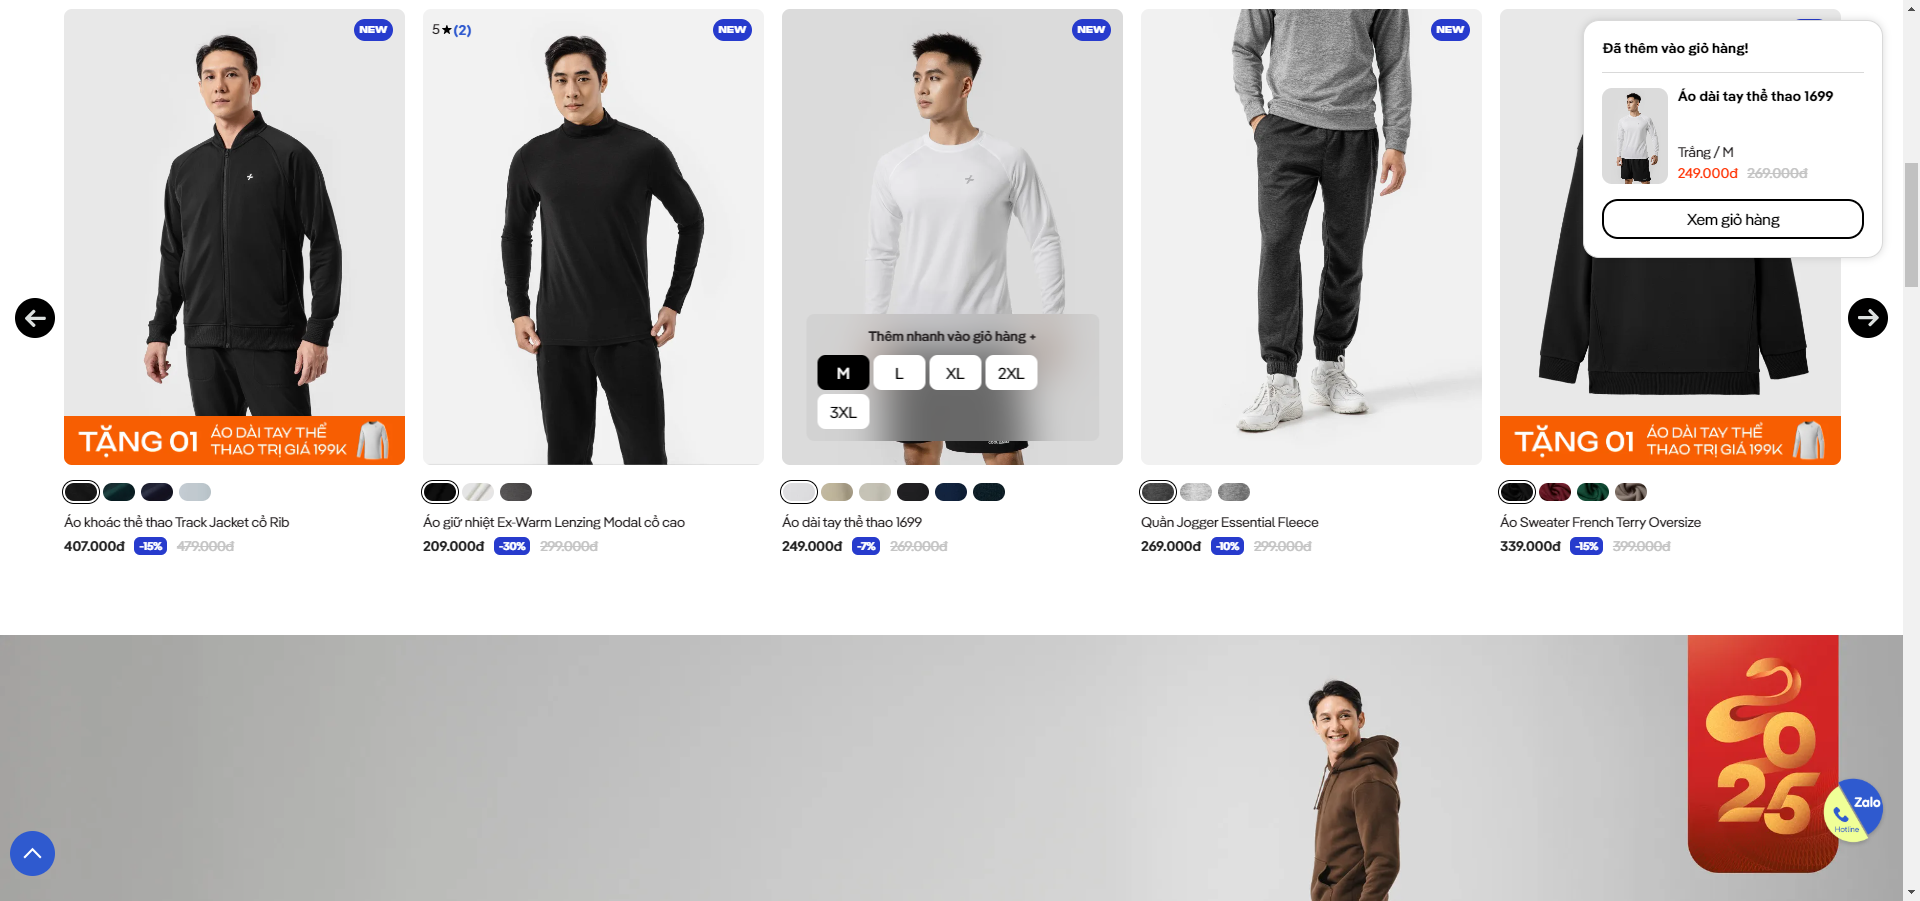 NEW
5★(2)
NEW
NEW
NEW
Đã thêm vào giỏ hàng!
Áo dài tay thể thao 1699
Trắng / M
249.000đ 269.000đ
Xem giỏ hàng
Thêm nhanh vào giỏ hàng +
M L XL 2XL
3XL
TẶNG 01 ÁO DÀI TAY THỂ
THAO TRỊ GIÁ 199K
TẶNG 01 ÁO DÀI TAY THỂ
THAO TRỊ GIÁ 199K
Áo khoác thể thao Track Jacket cổ Rib
407.000đ -15% 479.000đ
Áo giữ nhiệt Ex-Warm Lenzing Modal cổ cao
209.000đ -30% 299.000đ
Áo dài tay thể thao 1699
249.000đ -7% 269.000đ
Quần Jogger Essential Fleece
269.000đ -10% 299.000đ
Áo Sweater French Terry Oversize
339.000đ -15% 399.000đ
2025
Zalo
Hotline